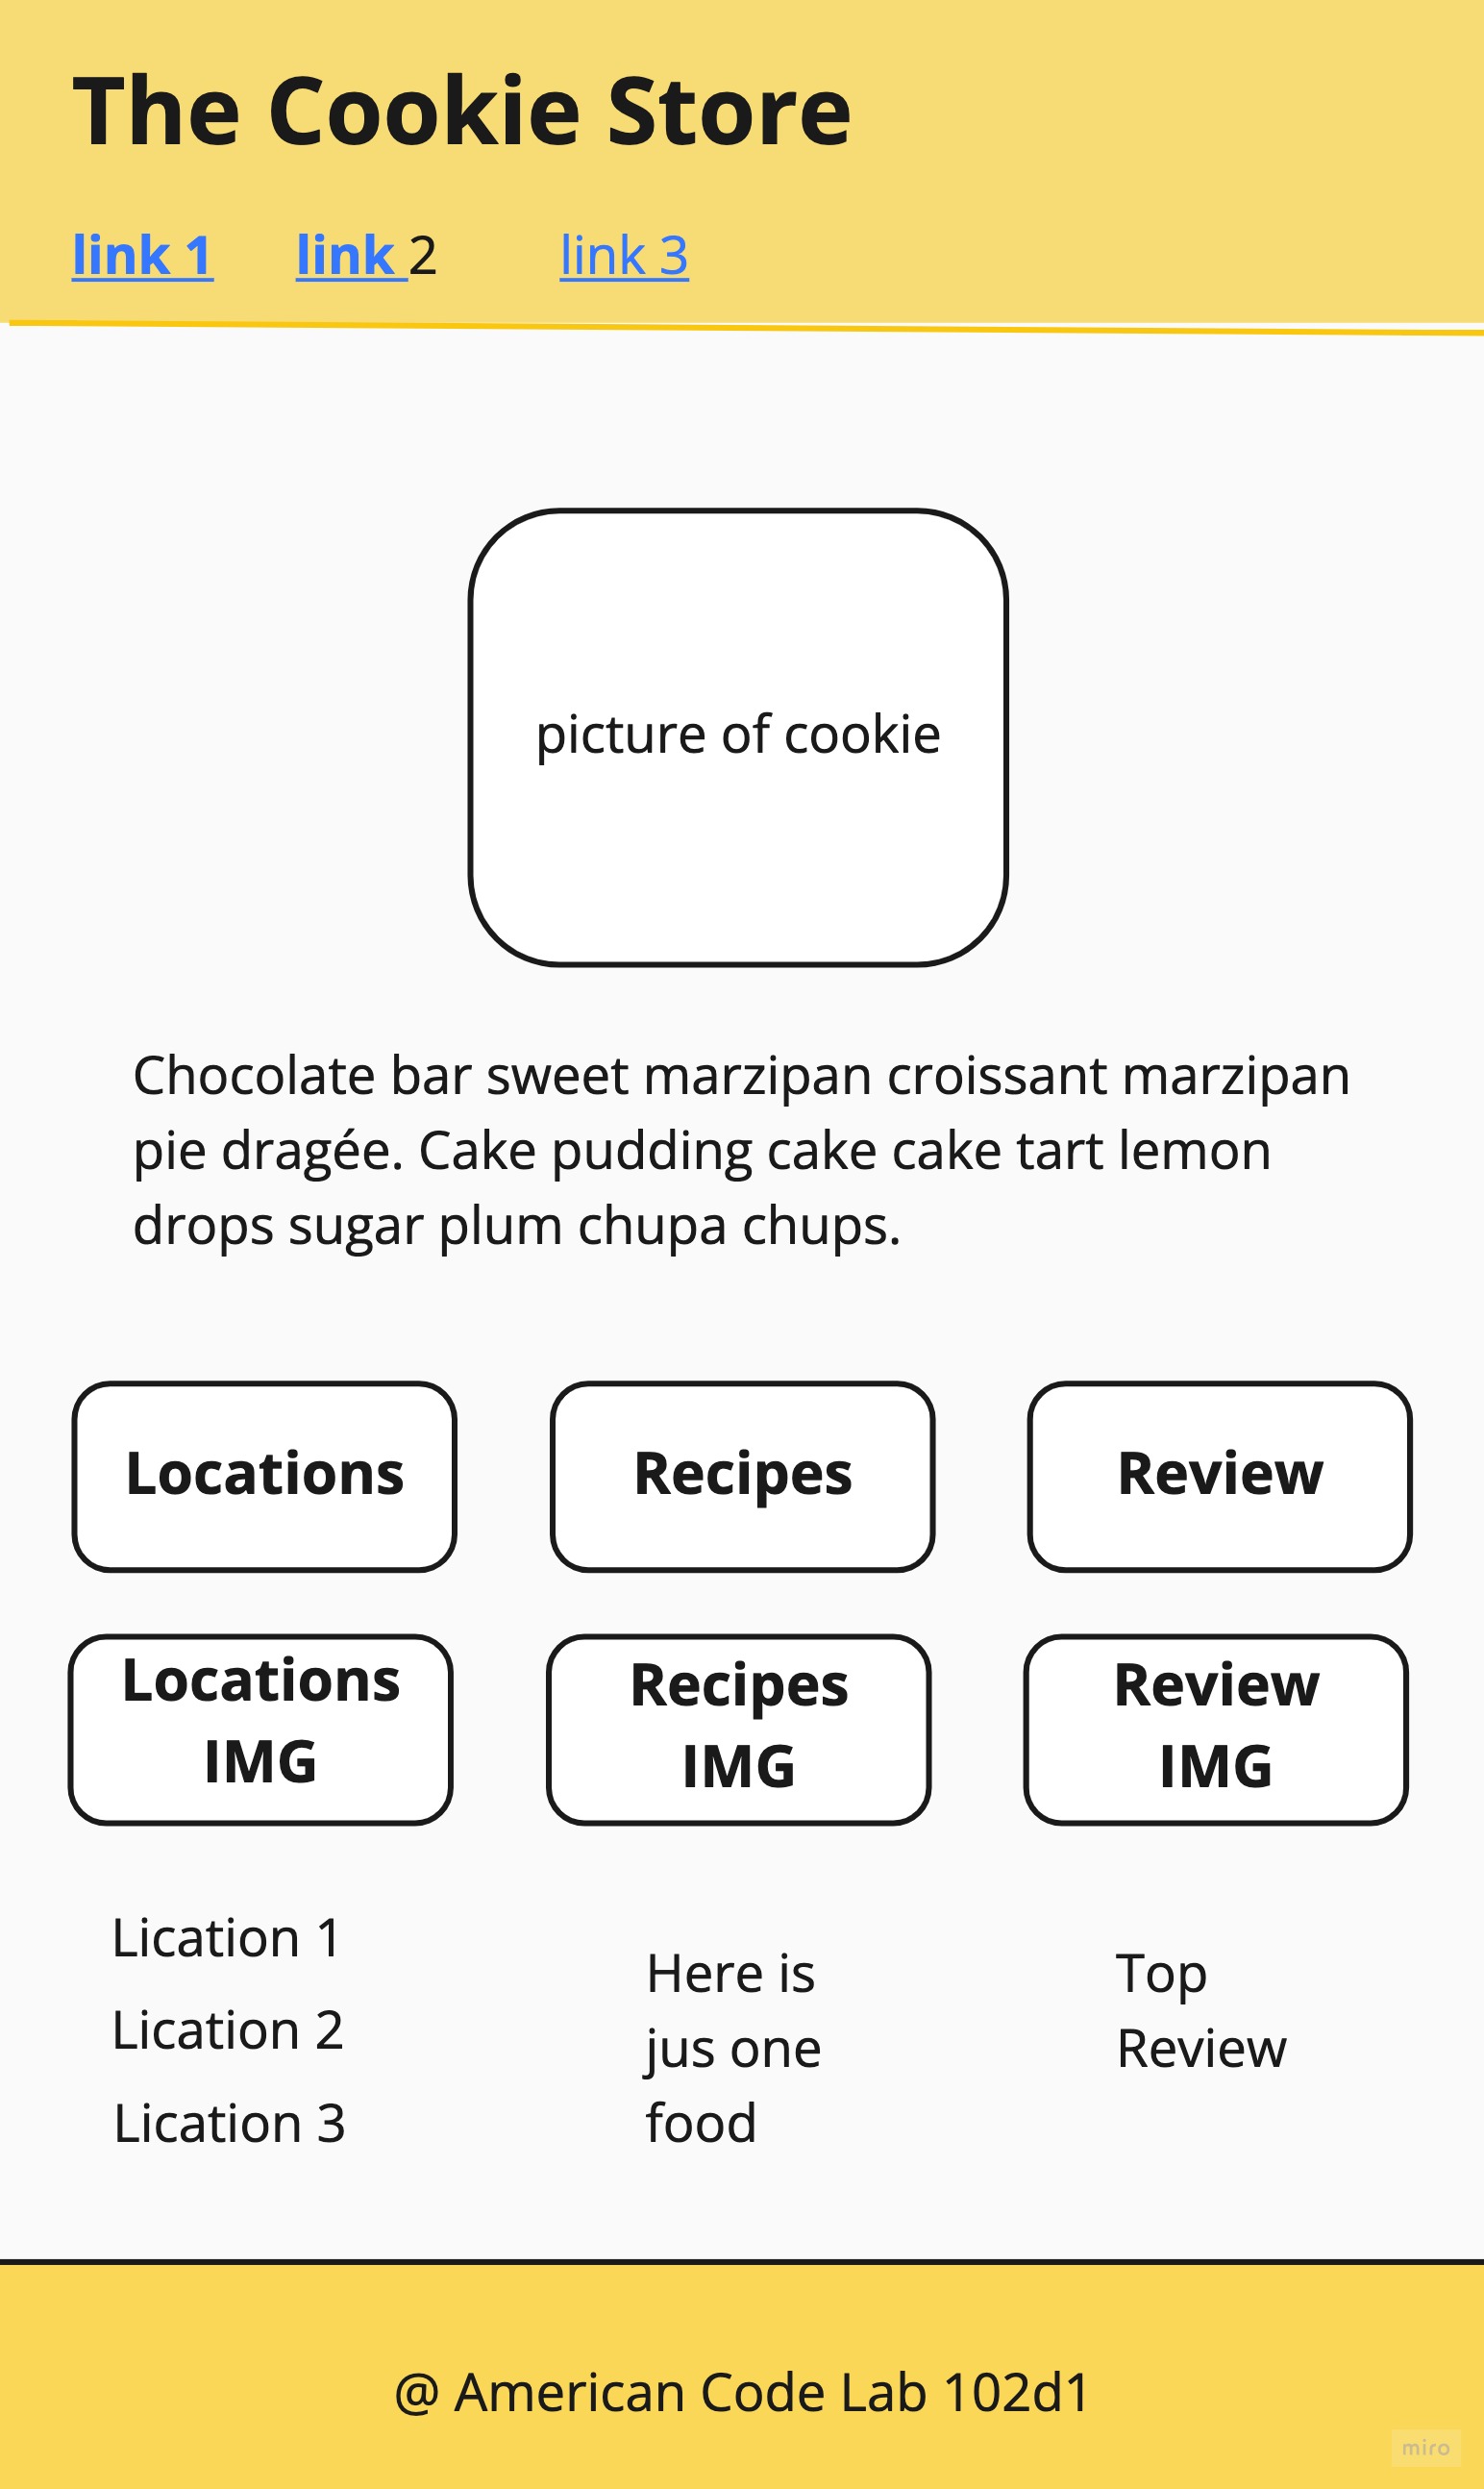 The Cookie Store
link 1 link 2 link 3
picture of cookie
Chocolate bar sweet marzipan croissant marzipan
pie dragée. Cake pudding cake cake tart lemon
drops sugar plum chupa chups.
Locations
Recipes
Review
Locations
IMG
Recipes
IMG
Review
IMG
Lication 1
Lication 2
Lication 3
Here is
jus one
food
Top
Review
@ American Code Lab 102d1
miro